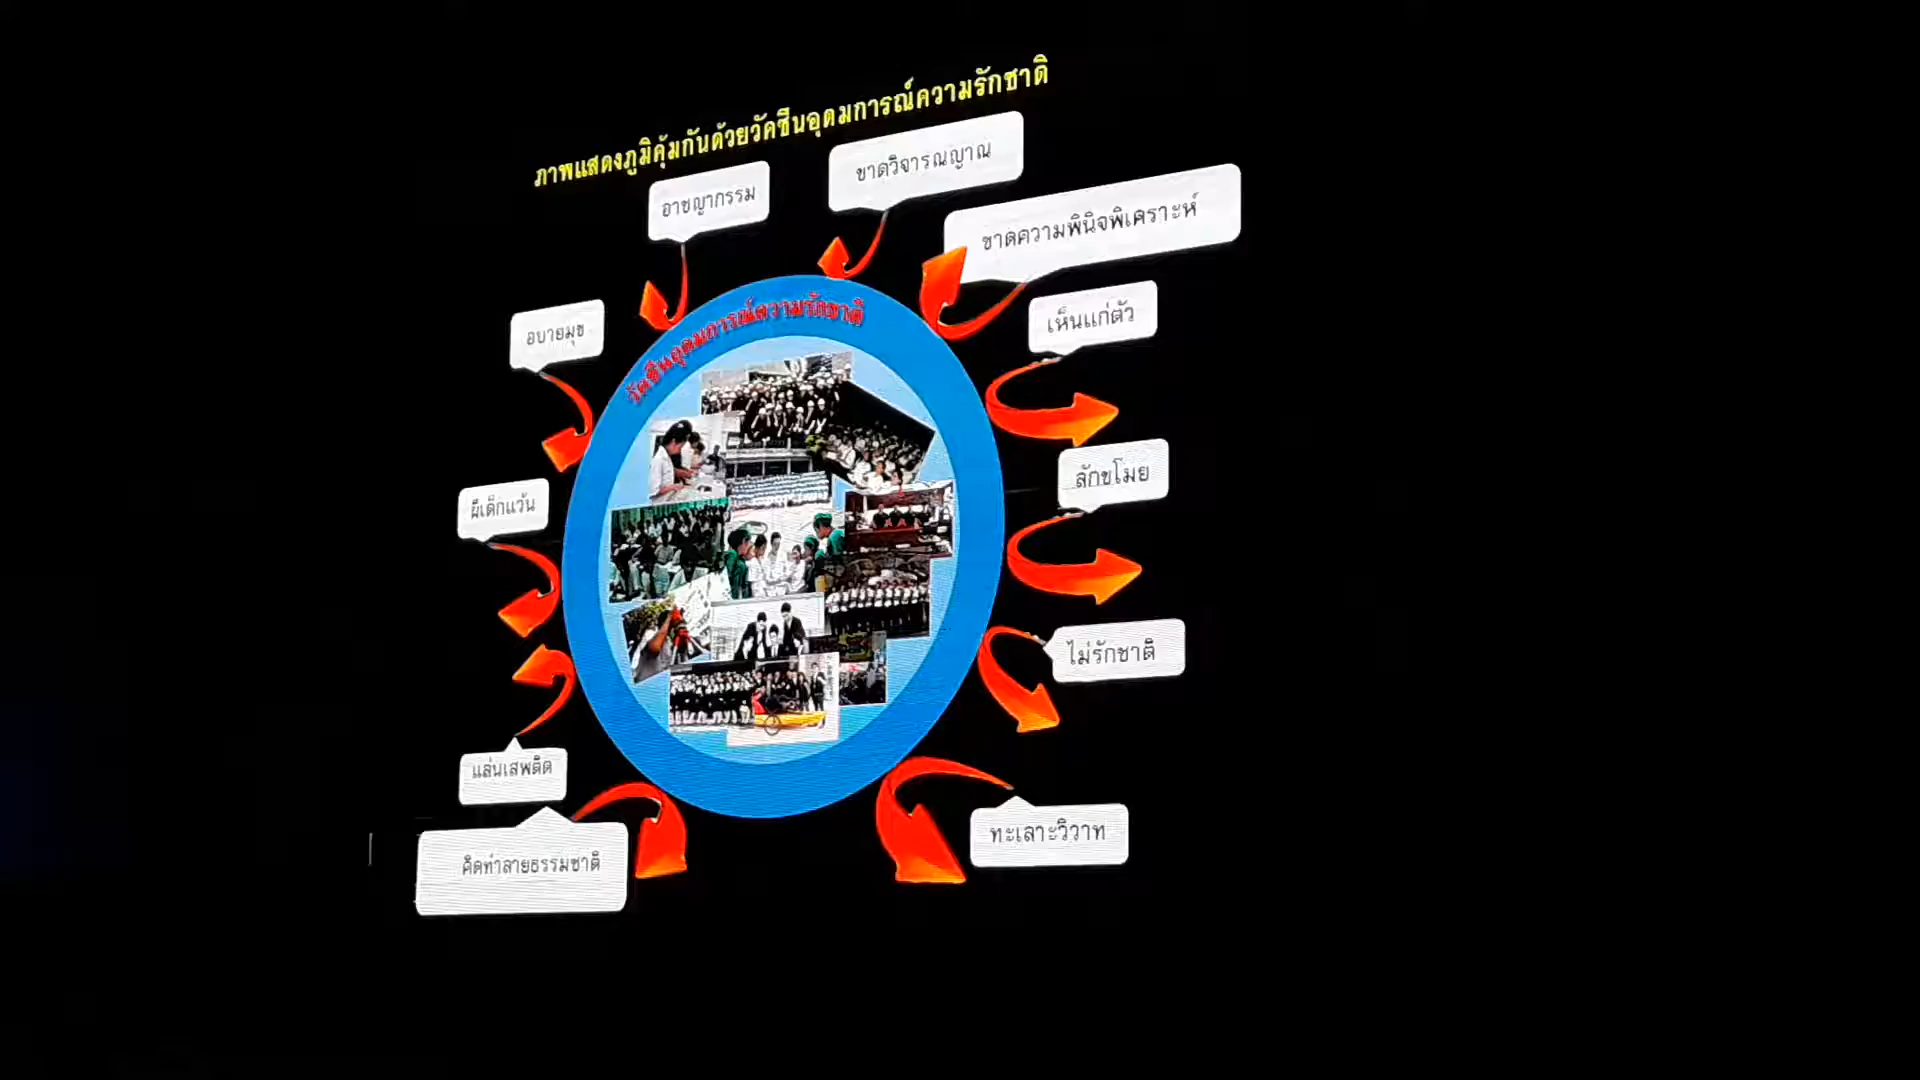 ภาพแสดงภูมิคุ้มกันด้วยวัคซีนอุดมการณ์ความรักชาติ
ขาดวิจารณญาณ
อาชญากรรม
ขาดความพินิจพิเคราะห์
เห็นแก่ตัว
อบายมุข
วัคซีนอุดมการณ์ความรักชาติ
ลักขโมย
ผีเด็กแว้น
ไม่รักชาติ
แล่นเสพติด
ทะเลาะวิวาท
คิดทำลายธรรมชาติ